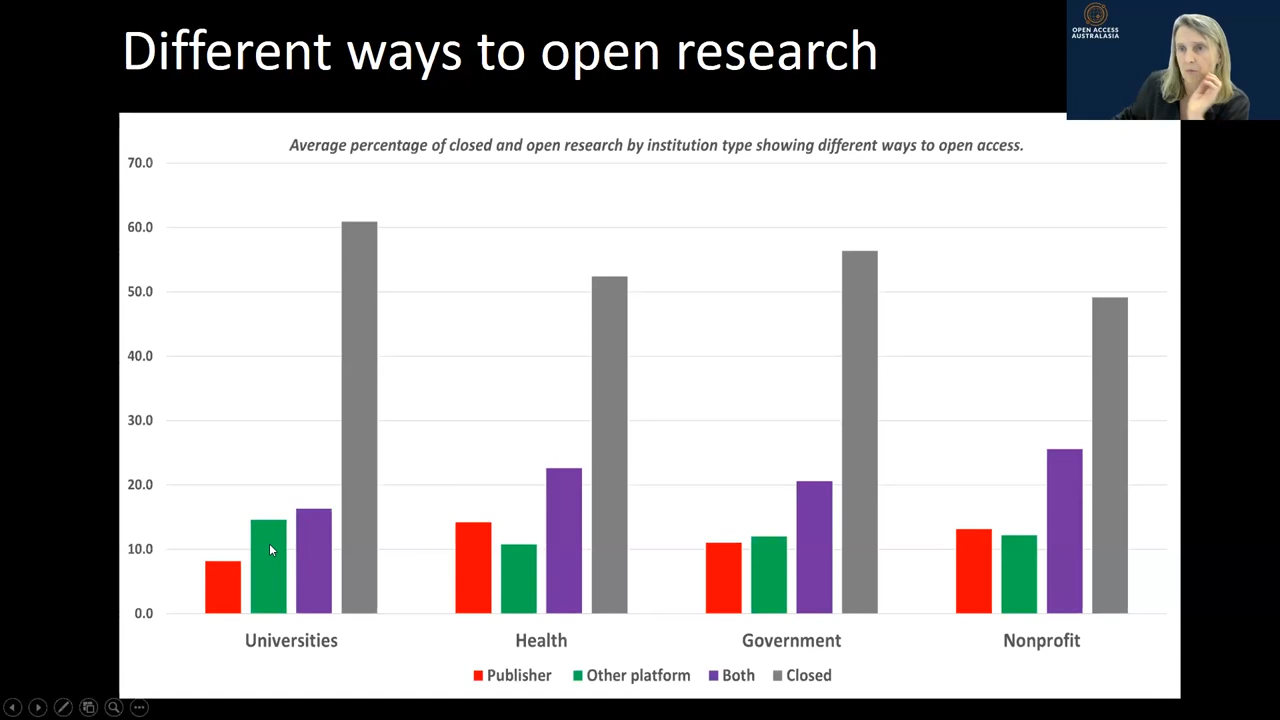 Different ways to open research
OPEN ACCESS
AUSTRALASIA
Average percentage of closed and open research by institution type showing different ways to open access.
70.0
60.0
50.0
40.0
30.0
20.0
10.0
0.0
Universities Health Government Nonprofit
Publisher Other platform Both Closed